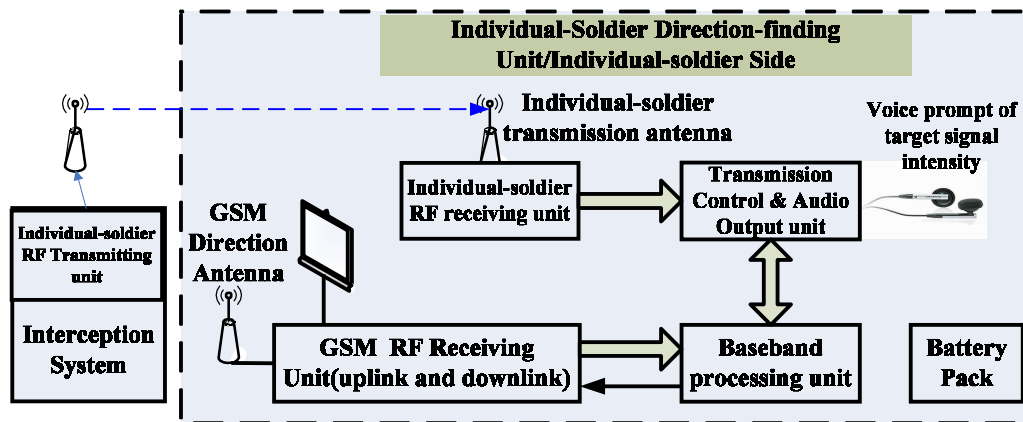 Individual-Soldier Direction-finding
Unit/Individual-soldier Side
Individual-soldier
transmission antenna
Voice prompt of
target signal
intensity
Individual-soldier
RF receiving unit
Transmission
Control & Audio
Output unit
GSM
Direction
Antenna
Individual-soldier
RF Transmitting
unit
Interception
System
GSM RF Receiving
Unit(uplink and downlink)
Baseband
processing unit
Battery
Pack